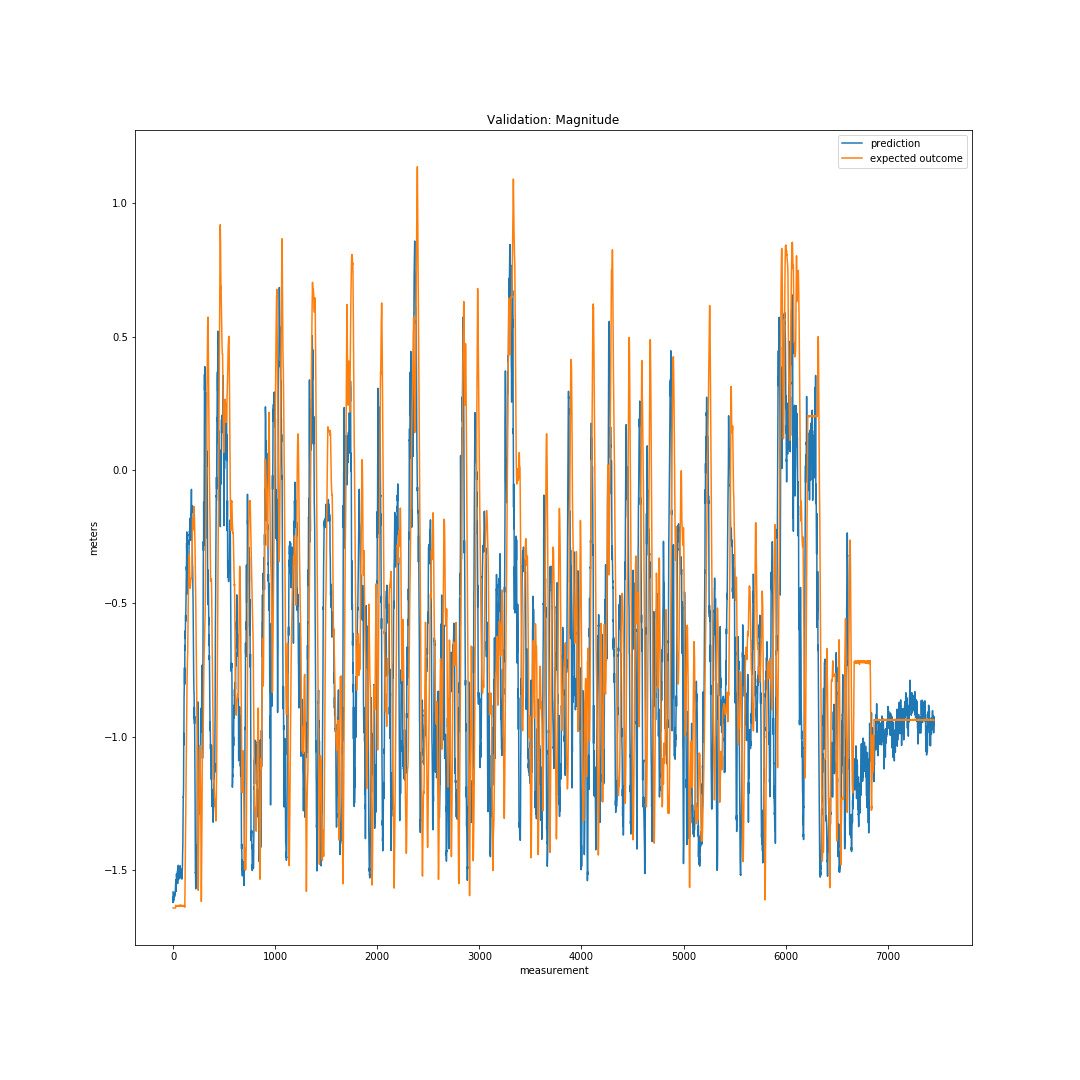 Validation: Magnitude
prediction
expected outcome
1.0
0.5
0.0
−0.5
−1.0
−1.5
meters
0 1000 2000 3000 4000 5000 6000 7000
measurement